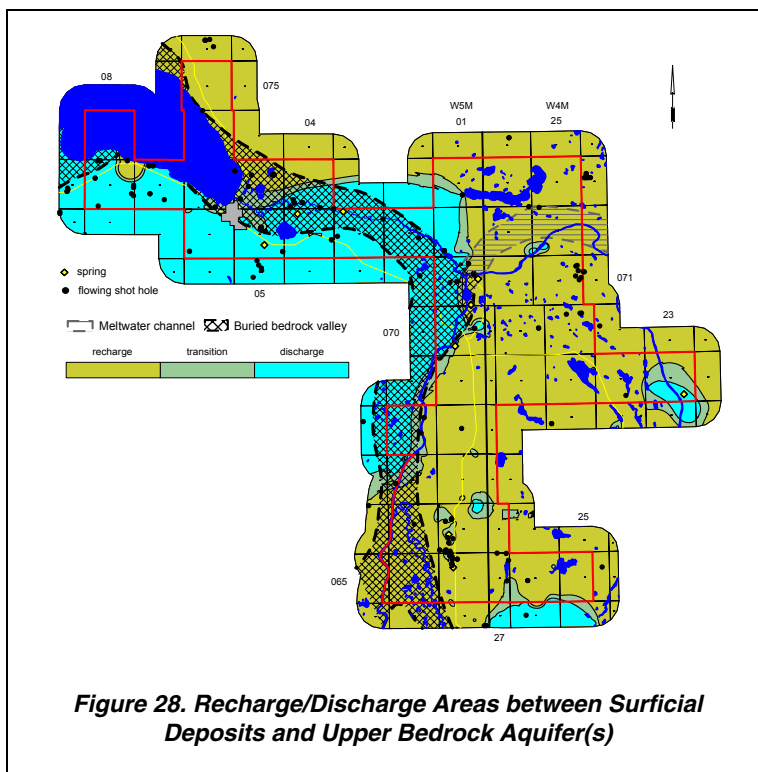 08
075
04
W5M W4M
01 25
spring
flowing shot hole
05
071
Meltwater channel Buried bedrock valley
070
23
recharge transition discharge
25
065
27
Figure 28. Recharge/Discharge Areas between Surficial
Deposits and Upper Bedrock Aquifer(s)